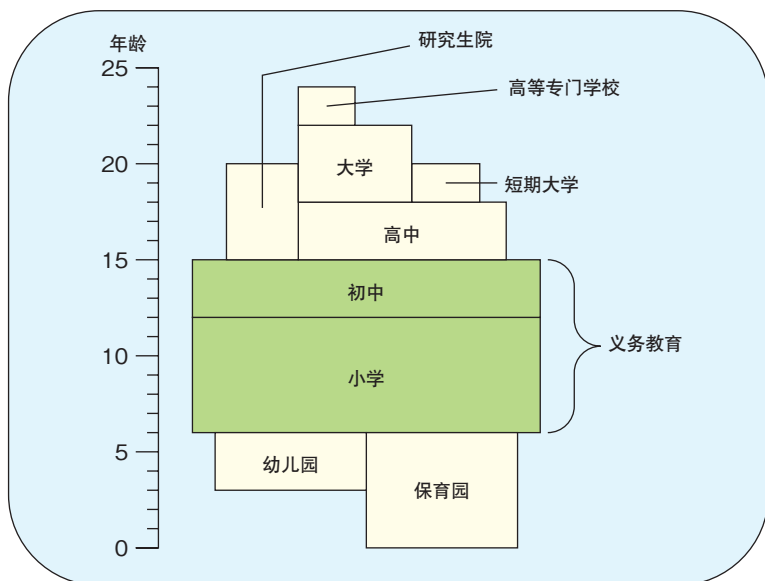 年龄
研究生院
25
高等专门学校
大学
20
短期大学
高中
15
初中
义务教育
10
小学
5
幼儿园
保育园
0